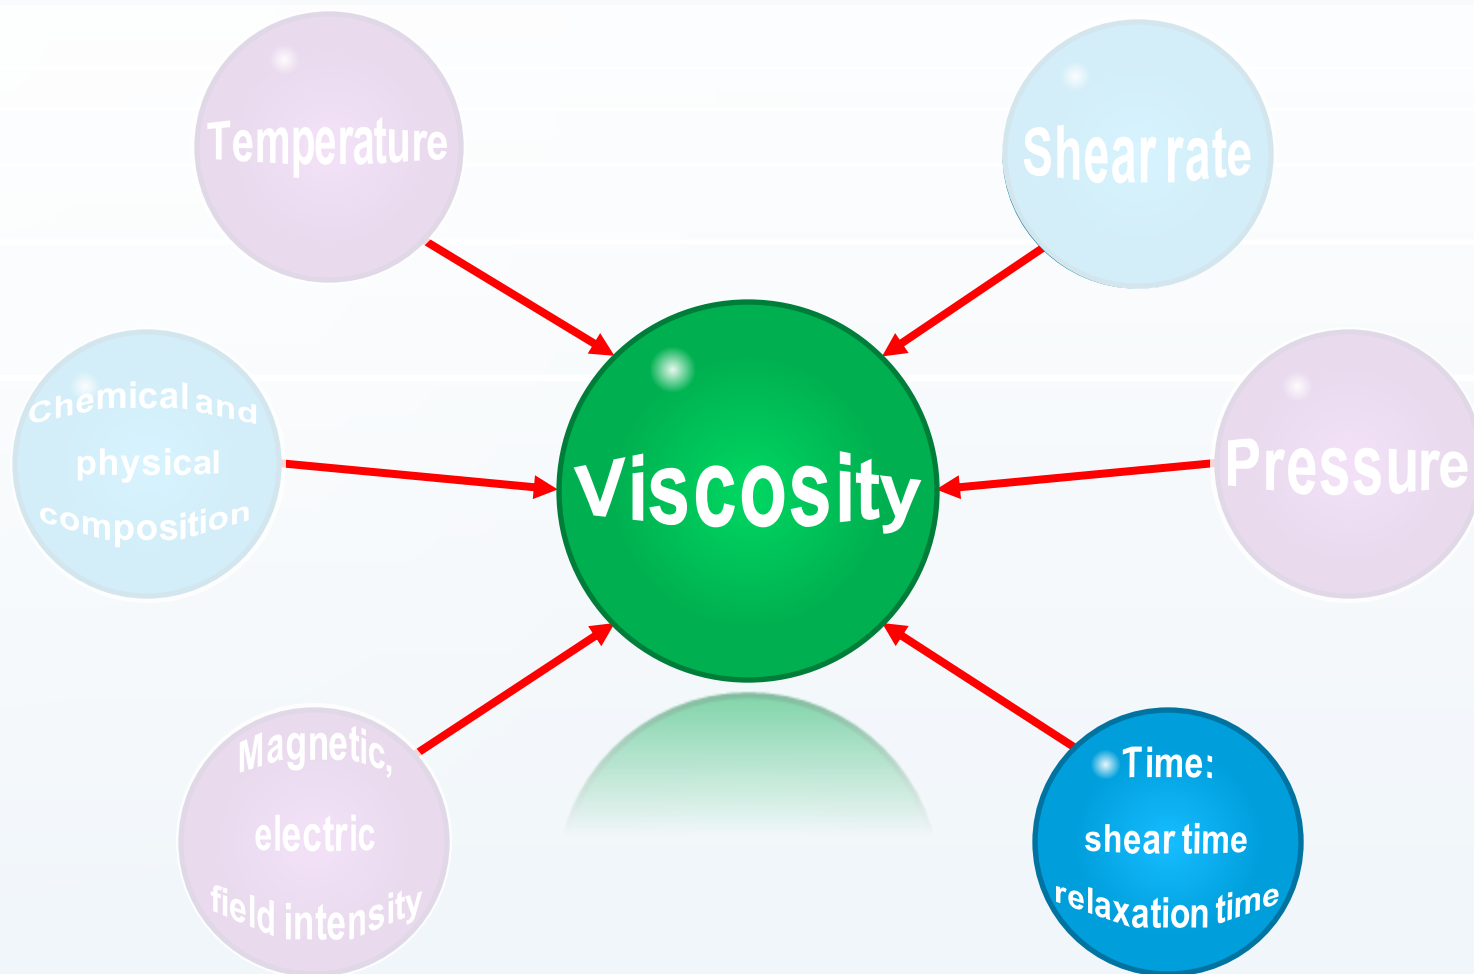 Temperature
Shear rate
Chemical and
physical
composition
Viscosity
Pressure
Magnetic,
electric
field intensity
Time:
shear time
relaxation time